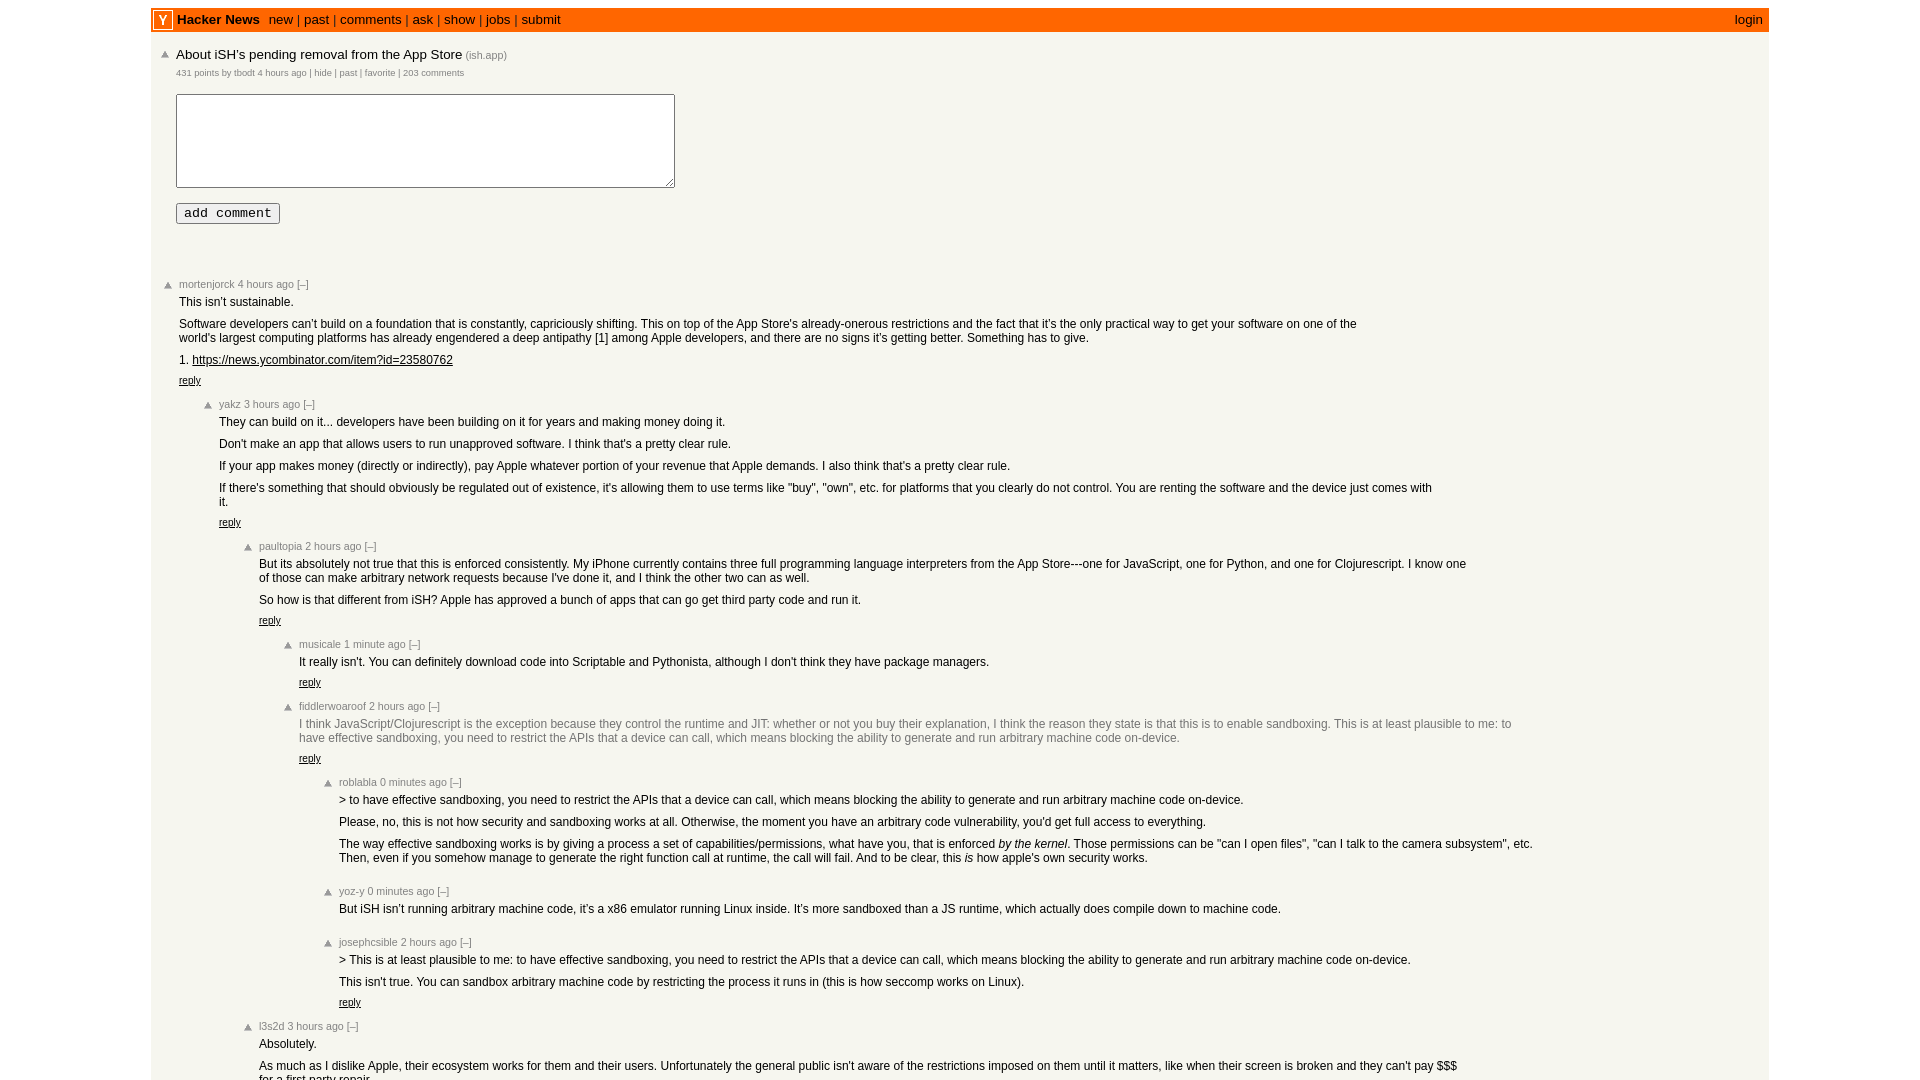 Y Hacker News new | past | comments | ask | show | jobs | submit login
About iSH's pending removal from the App Store (ish.app)
431 points by tbodt 4 hours ago | hide | past | favorite | 203 comments
add comment
mortenjorck 4 hours ago [–]
This isn’t sustainable.
Software developers can’t build on a foundation that is constantly, capriciously shifting. This on top of the App Store's already-onerous restrictions and the fact that it’s the only practical way to get your software on one of the
world's largest computing platforms has already engendered a deep antipathy [1] among Apple developers, and there are no signs it’s getting better. Something has to give.
1. https://news.ycombinator.com/item?id=23580762
reply
yakz 3 hours ago [–]
They can build on it... developers have been building on it for years and making money doing it.
Don't make an app that allows users to run unapproved software. I think that's a pretty clear rule.
If your app makes money (directly or indirectly), pay Apple whatever portion of your revenue that Apple demands. I also think that's a pretty clear rule.
If there's something that should obviously be regulated out of existence, it's allowing them to use terms like "buy", "own", etc. for platforms that you clearly do not control. You are renting the software and the device just comes with
it.
reply
paultopia 2 hours ago [–]
But its absolutely not true that this is enforced consistently. My iPhone currently contains three full programming language interpreters from the App Store---one for JavaScript, one for Python, and one for Clojurescript. I know one
of those can make arbitrary network requests because I've done it, and I think the other two can as well.
So how is that different from iSH? Apple has approved a bunch of apps that can go get third party code and run it.
reply
musicale 1 minute ago [–]
It really isn't. You can definitely download code into Scriptable and Pythonista, although I don't think they have package managers.
reply
fiddlerwoaroof 2 hours ago [–]
I think JavaScript/Clojurescript is the exception because they control the runtime and JIT: whether or not you buy their explanation, I think the reason they state is that this is to enable sandboxing. This is at least plausible to me: to
have effective sandboxing, you need to restrict the APIs that a device can call, which means blocking the ability to generate and run arbitrary machine code on-device.
reply
roblabla 0 minutes ago [–]
> to have effective sandboxing, you need to restrict the APIs that a device can call, which means blocking the ability to generate and run arbitrary machine code on-device.
Please, no, this is not how security and sandboxing works at all. Otherwise, the moment you have an arbitrary code vulnerability, you'd get full access to everything.
The way effective sandboxing works is by giving a process a set of capabilities/permissions, what have you, that is enforced by the kernel. Those permissions can be "can I open files", "can I talk to the camera subsystem", etc.
Then, even if you somehow manage to generate the right function call at runtime, the call will fail. And to be clear, this is how apple's own security works.
yoz-y 0 minutes ago [–]
But iSH isn’t running arbitrary machine code, it’s a x86 emulator running Linux inside. It’s more sandboxed than a JS runtime, which actually does compile down to machine code.
josephcsible 2 hours ago [–]
> This is at least plausible to me: to have effective sandboxing, you need to restrict the APIs that a device can call, which means blocking the ability to generate and run arbitrary machine code on-device.
This isn't true. You can sandbox arbitrary machine code by restricting the process it runs in (this is how seccomp works on Linux).
reply
l3s2d 3 hours ago [–]
Absolutely.
As much as I dislike Apple, their ecosystem works for them and their users. Unfortunately the general public isn't aware of the restrictions imposed on them until it matters, like when their screen is broken and they can't pay $$$
for a first party repair.